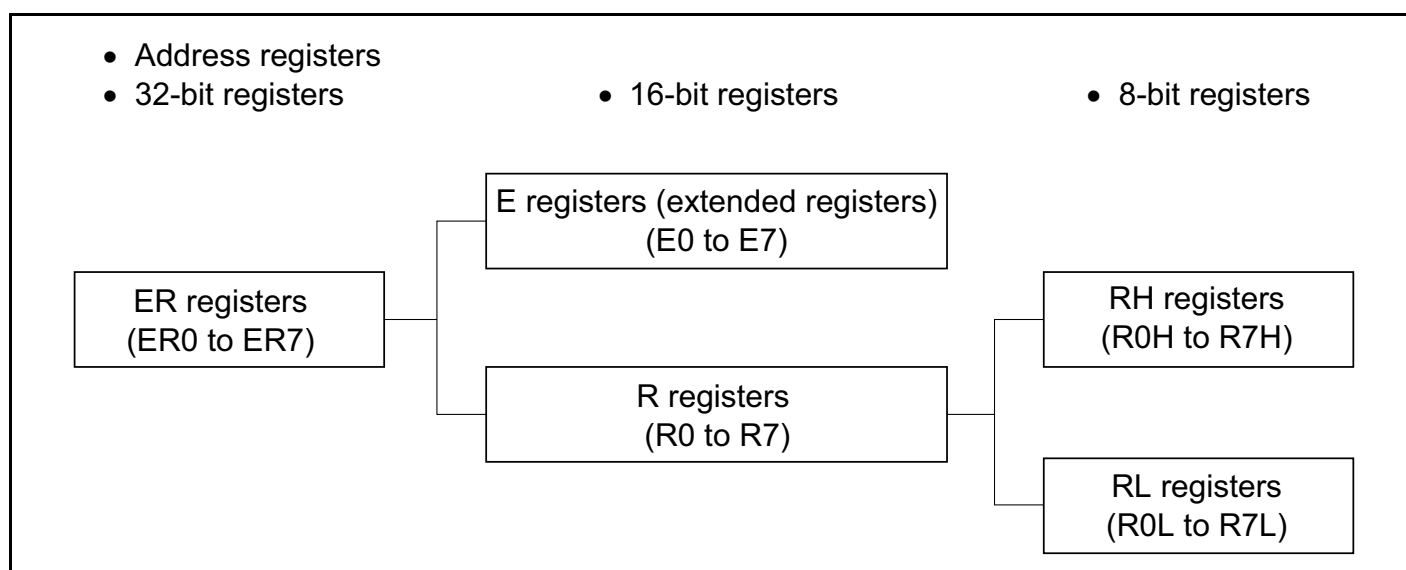 • Address registers
• 32-bit registers
• 16-bit registers
• 8-bit registers
E registers (extended registers)
(E0 to E7)
ER registers
(ER0 to ER7)
RH registers
(R0H to R7H)
R registers
(R0 to R7)
RL registers
(R0L to R7L)